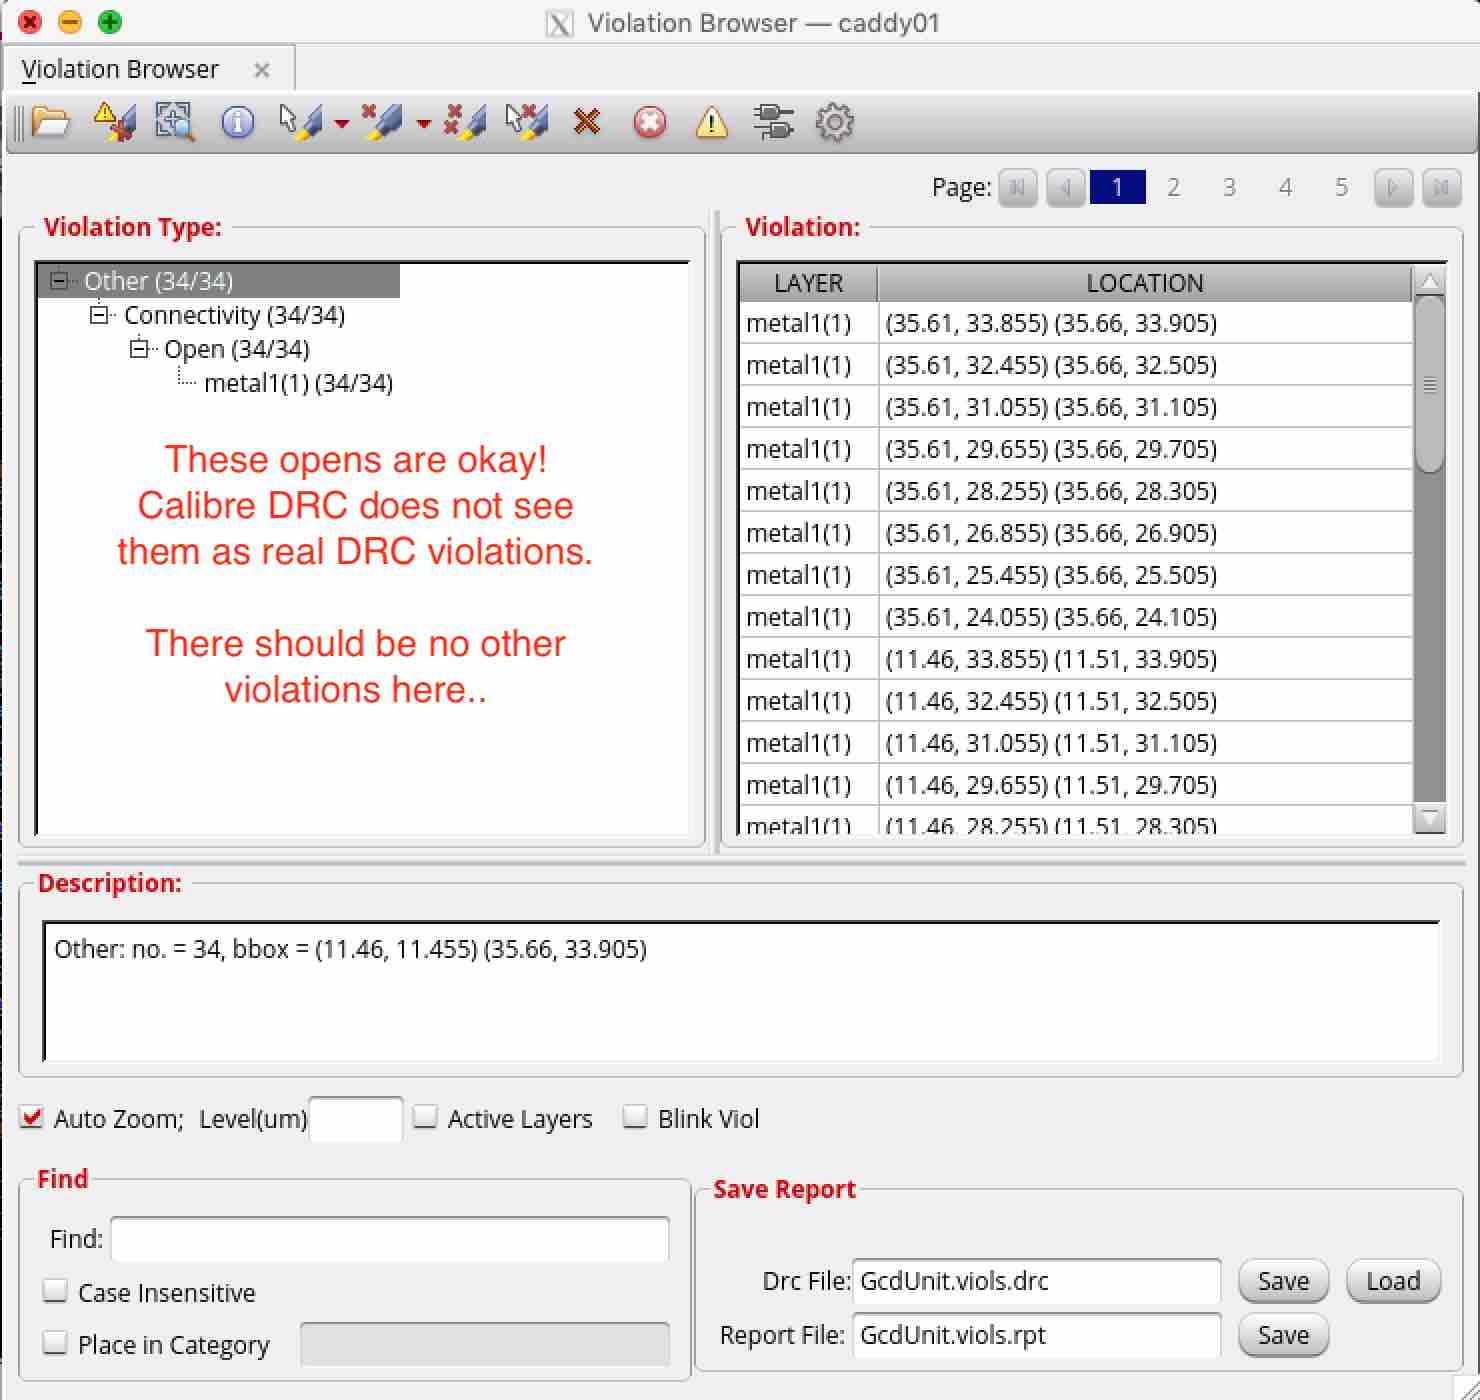 Violation Browser — caddy01
Violation Browser
Page: 1 2 3 4 5
Violation Type:
Other (34/34)
Connectivity (34/34)
Open (34/34)
metal1(1) (34/34)
These opens are okay!
Calibre DRC does not see
them as real DRC violations.
There should be no other
violations here..
Violation:
LAYER LOCATION
metal1(1) (35.61, 33.855) (35.66, 33.905)
metal1(1) (35.61, 32.455) (35.66, 32.505)
metal1(1) (35.61, 31.055) (35.66, 31.105)
metal1(1) (35.61, 29.655) (35.66, 29.705)
metal1(1) (35.61, 28.255) (35.66, 28.305)
metal1(1) (35.61, 26.855) (35.66, 26.905)
metal1(1) (35.61, 25.455) (35.66, 25.505)
metal1(1) (35.61, 24.055) (35.66, 24.105)
metal1(1) (11.46, 33.855) (11.51, 33.905)
metal1(1) (11.46, 32.455) (11.51, 32.505)
metal1(1) (11.46, 31.055) (11.51, 31.105)
metal1(1) (11.46, 29.655) (11.51, 29.705)
metal1(1) (11.46, 28.255) (11.51, 28.305)
Description:
Other: no. = 34, bbox = (11.46, 11.455) (35.66, 33.905)
Auto Zoom; Level(um) Active Layers Blink Viol
Find
Find:
Case Insensitive
Place in Category
Save Report
Drc File: GcdUnit.viols.drc Save Load
Report File: GcdUnit.viols.rpt Save